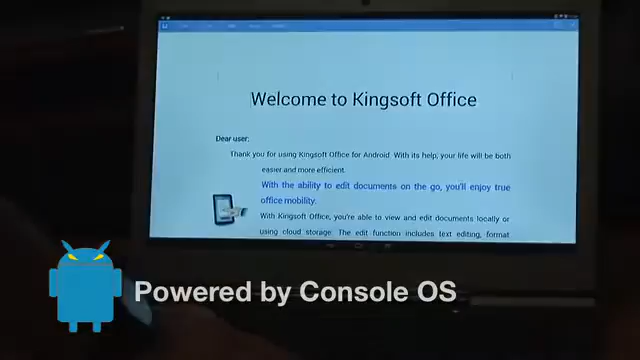 Welcome to Kingsoft Office
Dear user:
Thank you for using Kingsoft Office for Android. With its help, your life will be both
easier and more efficient.
With the ability to edit documents on the go, you'll enjoy true
office mobility.
With Kingsoft Office, you're able to view and edit documents locally or
using cloud storage. The edit function includes text editing, format
Powered by Console OS